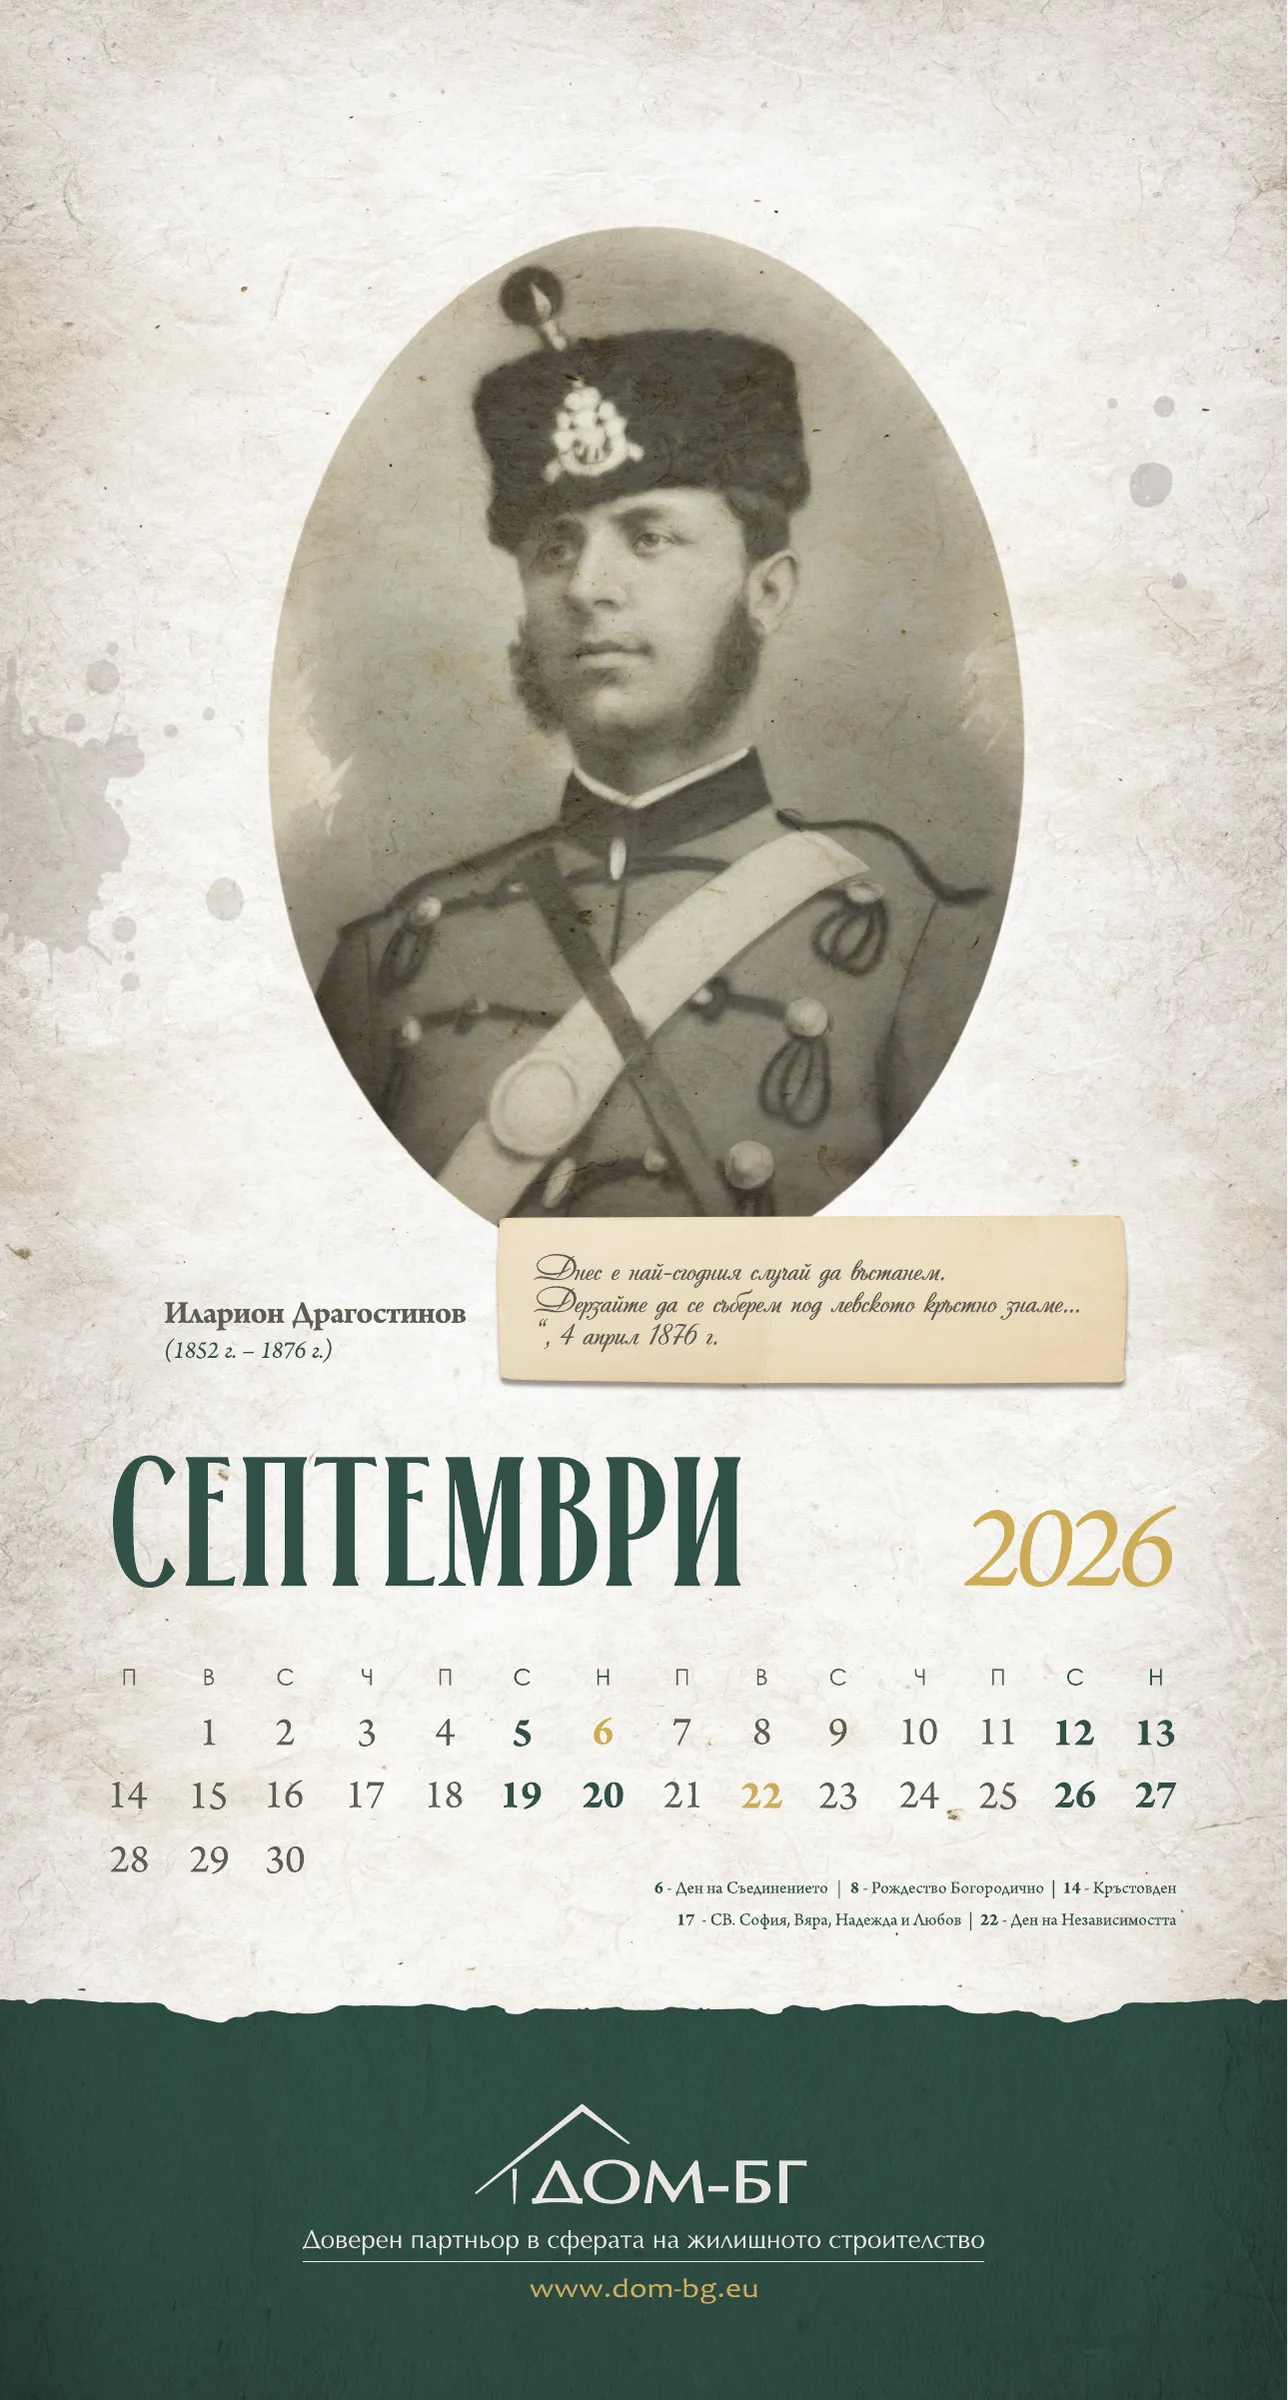 Днес е най-сгодния случай да въстанем.
Дерзайте да се съберем под левското кръстно знаме...
“, 4 април 1876 г.
Иларион Драгостинов
(1852 г. – 1876 г.)
СЕПТЕМВРИ 2026
П В С Ч П С Н П В С Ч П С Н
1 2 3 4 5 6 7 8 9 10 11 12 13
14 15 16 17 18 19 20 21 22 23 24 25 26 27
28 29 30
6 - Ден на Съединението | 8 - Рождество Богородично | 14 - Кръстовден
17 - СВ. София, Вяра, Надежда и Любов | 22 - Ден на Независимостта
ДОМ-БГ
Доверен партньор в сферата на жилищното строителство
www.dom-bg.eu